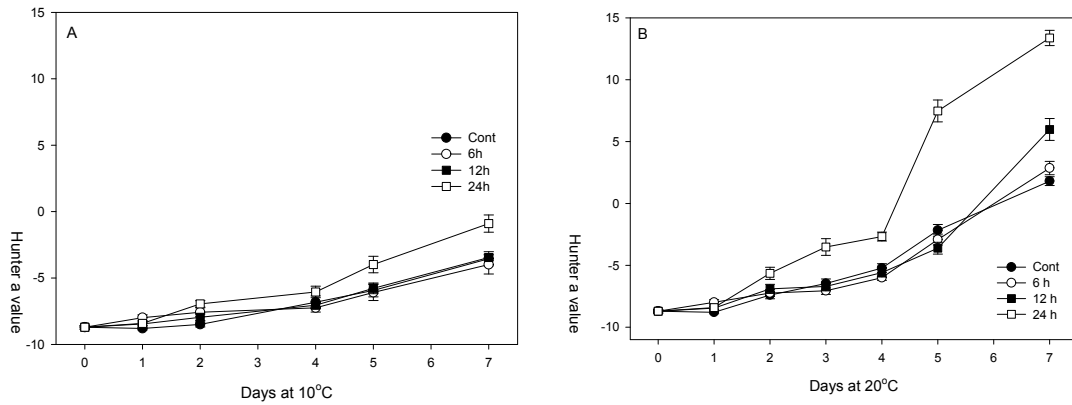 A
15
10
5
0
-5
-10
Hunter a value
Cont
6h
12h
24h
0 1 2 3 4 5 6 7
Days at 10°C
B
15
10
5
0
-5
-10
Hunter a value
Cont
6 h
12 h
24 h
0 1 2 3 4 5 6 7
Days at 20°C